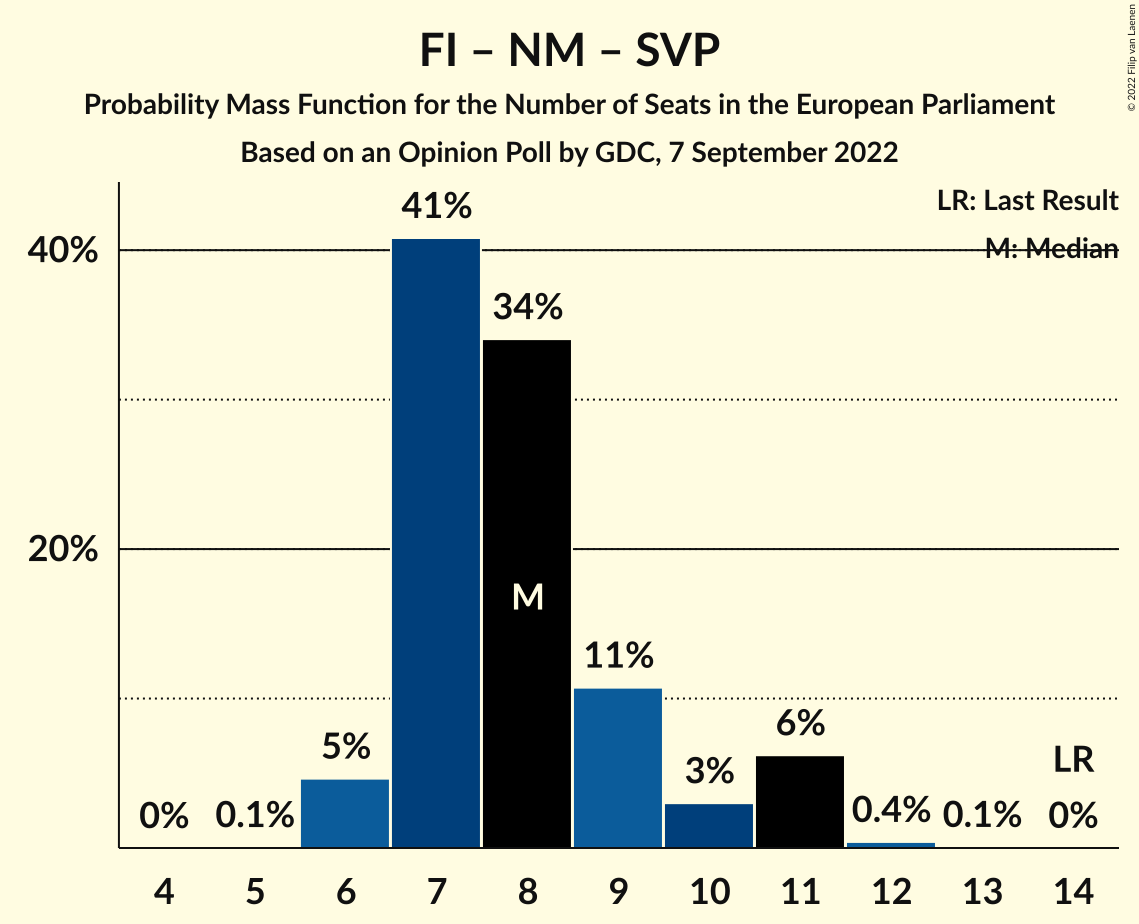 FI – NM – SVP
Probability Mass Function for the Number of Seats in the European Parliament
Based on an Opinion Poll by GDC, 7 September 2022
© 2022 Filip van Laenen
LR: Last Result
M: Median
40%
20%
0%
0.1%
5%
41%
34%
M
11%
3%
6%
0.4%
0.1%
LR
0%
4 5 6 7 8 9 10 11 12 13 14